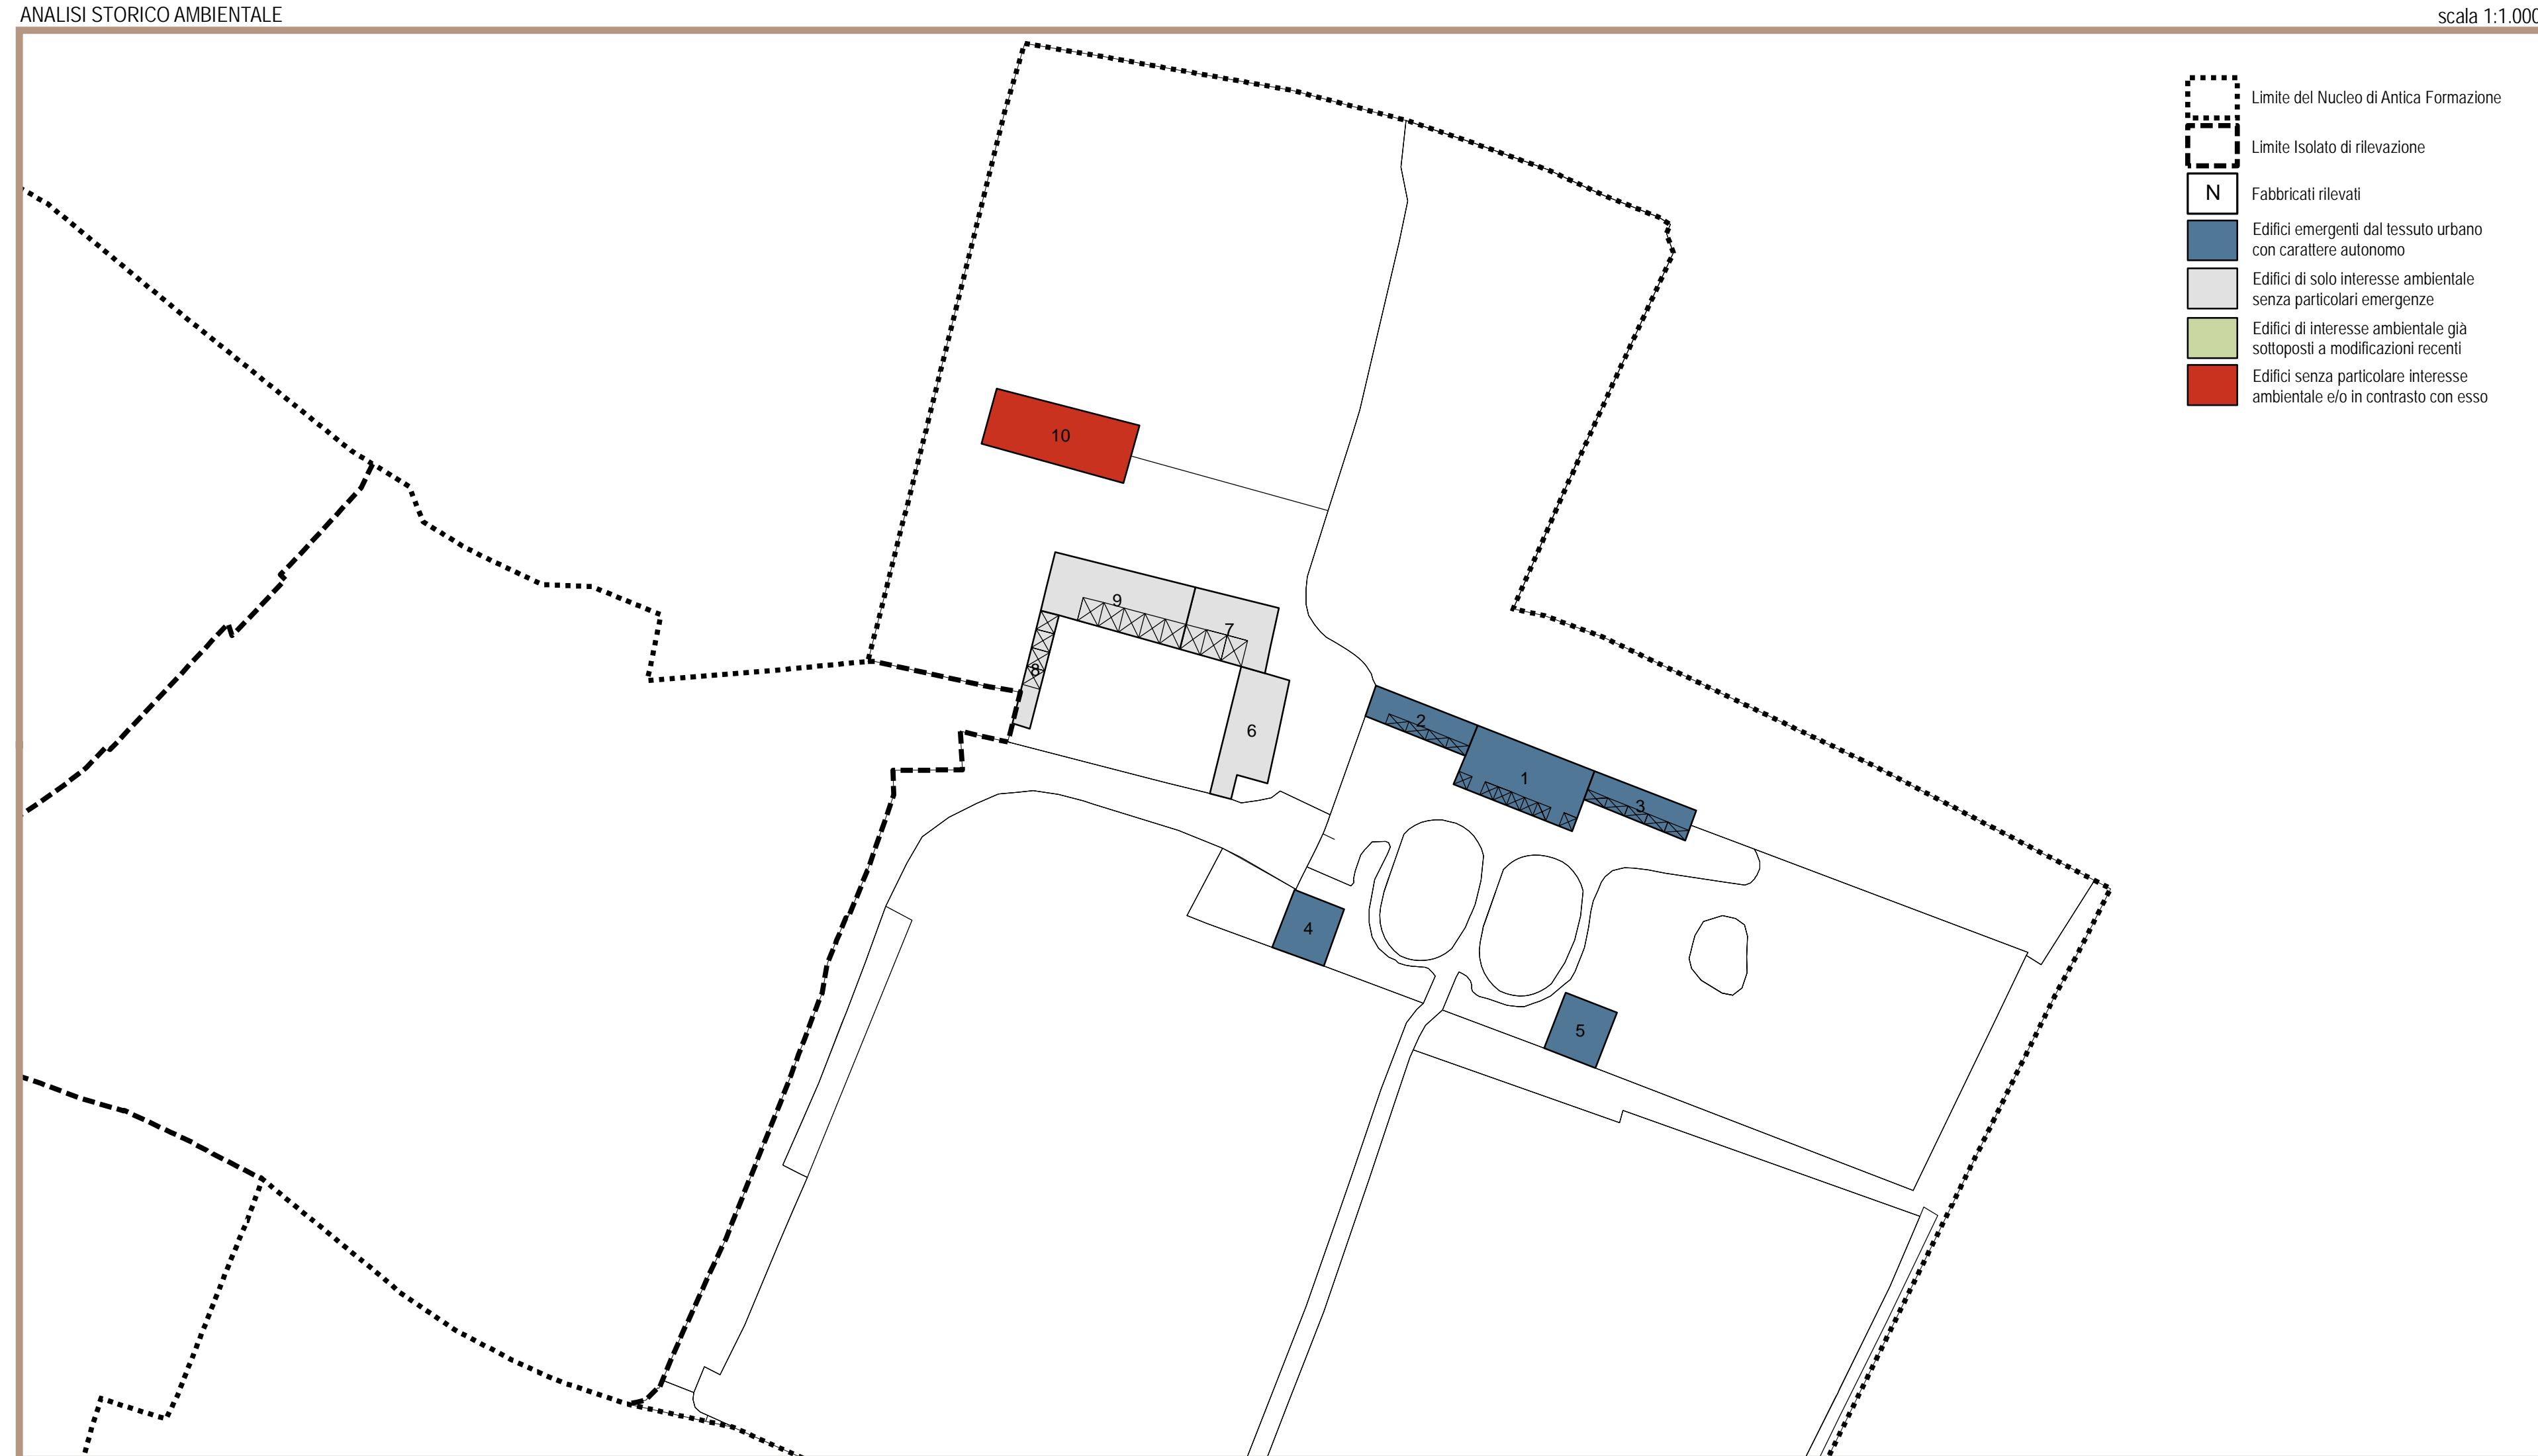 ANALISI STORICO AMBIENTALE
scala 1:1.000
Limite del Nucleo di Antica Formazione
Limite Isolato di rilevazione
N
Fabbricati rilevati
Edifici emergenti dal tessuto urbano
con carattere autonomo
Edifici di solo interesse ambientale
senza particolari emergenze
Edifici di interesse ambientale già
sottoposti a modificazioni recenti
Edifici senza particolare interesse
ambientale e/o in contrasto con esso
10
9
7
8
6
2
1
3
4
5